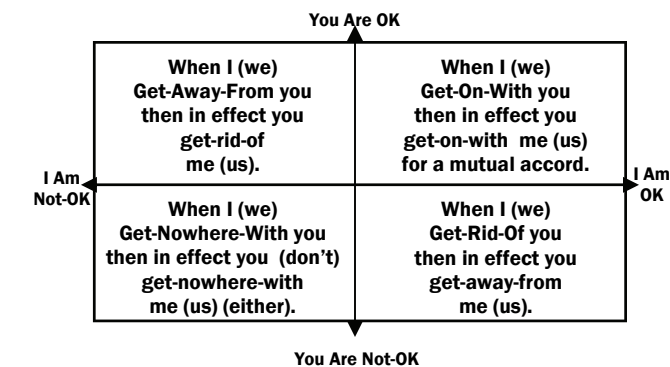 You Are OK
When I (we)
Get-Away-From you
then in effect you
get-rid-of
me (us).
When I (we)
Get-On-With you
then in effect you
get-on-with me (us)
for a mutual accord.
I Am
Not-OK
I Am
OK
When I (we)
Get-Nowhere-With you
then in effect you (don't)
get-nowhere-with
me (us) (either).
When I (we)
Get-Rid-Of you
then in effect you
get-away-from
me (us).
You Are Not-OK